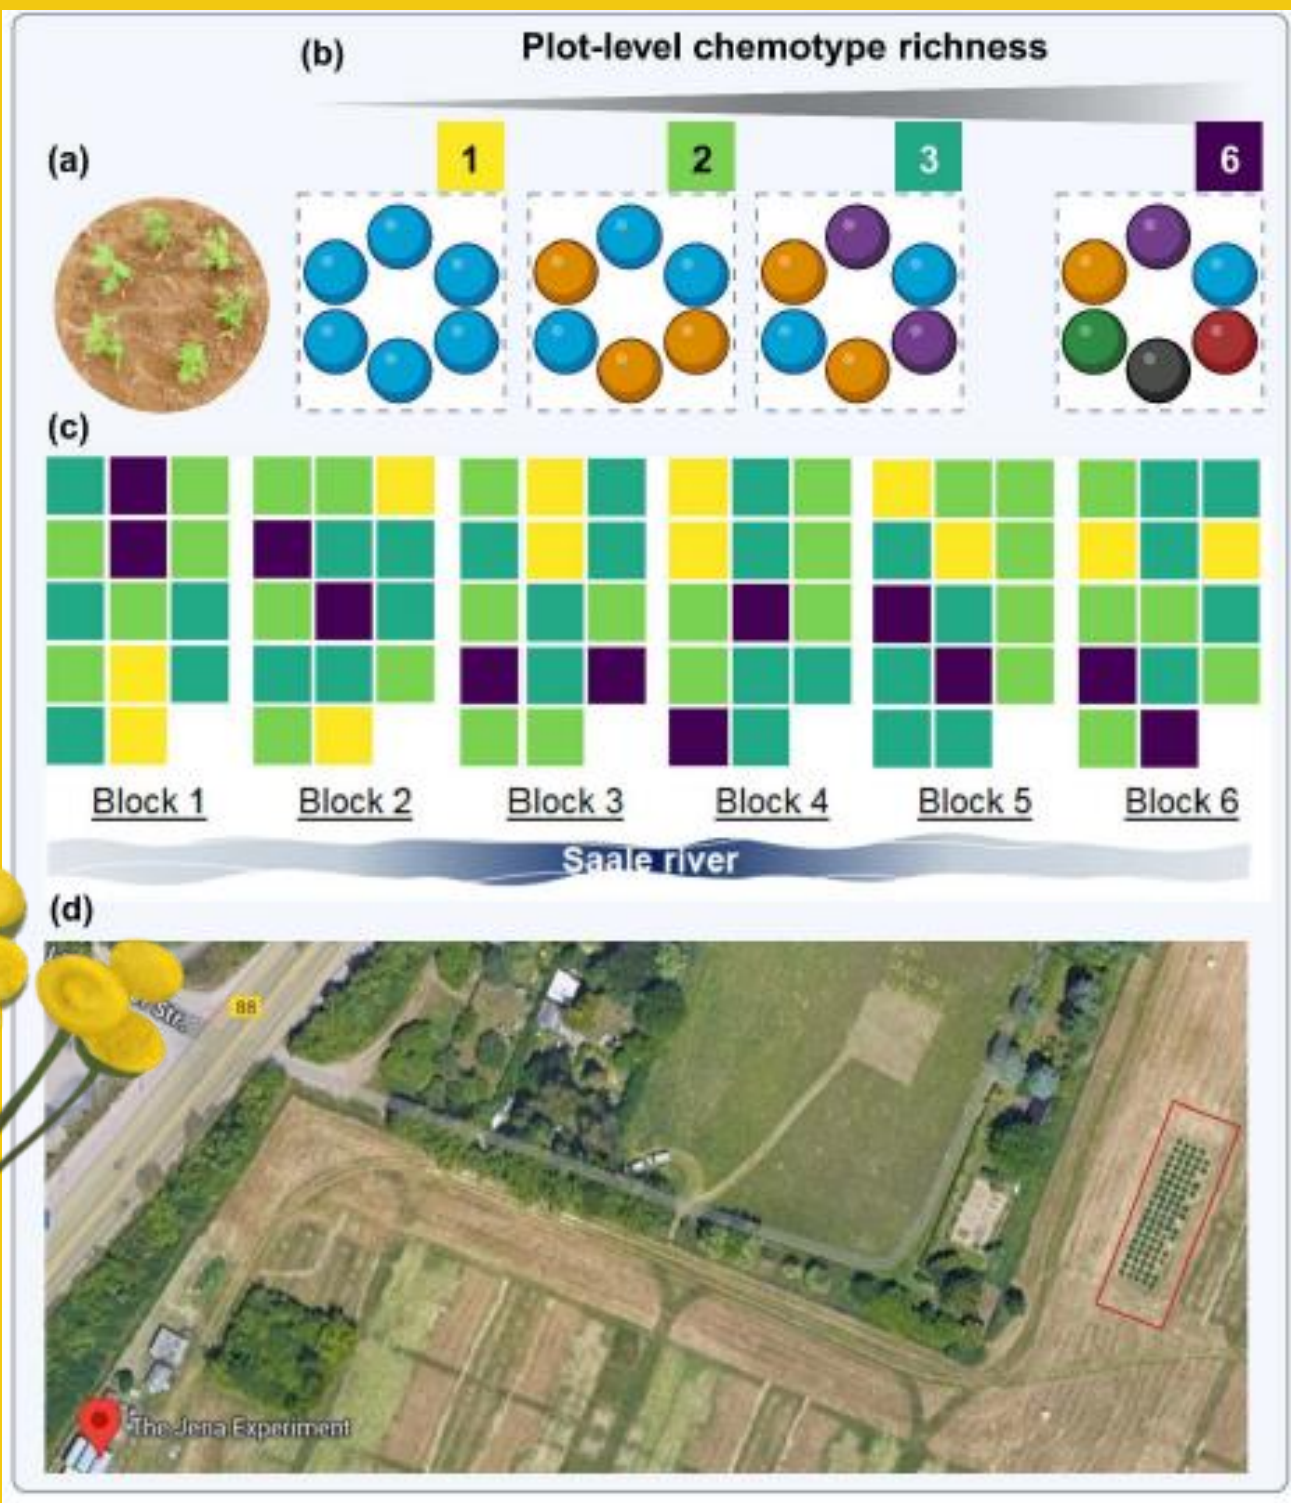 (b) Plot-level chemotype richness
(a) 1 2 3 6
(c)
Block 1 Block 2 Block 3 Block 4 Block 5 Block 6
Saale river
(d)
Str.
88
The Jena Experiment